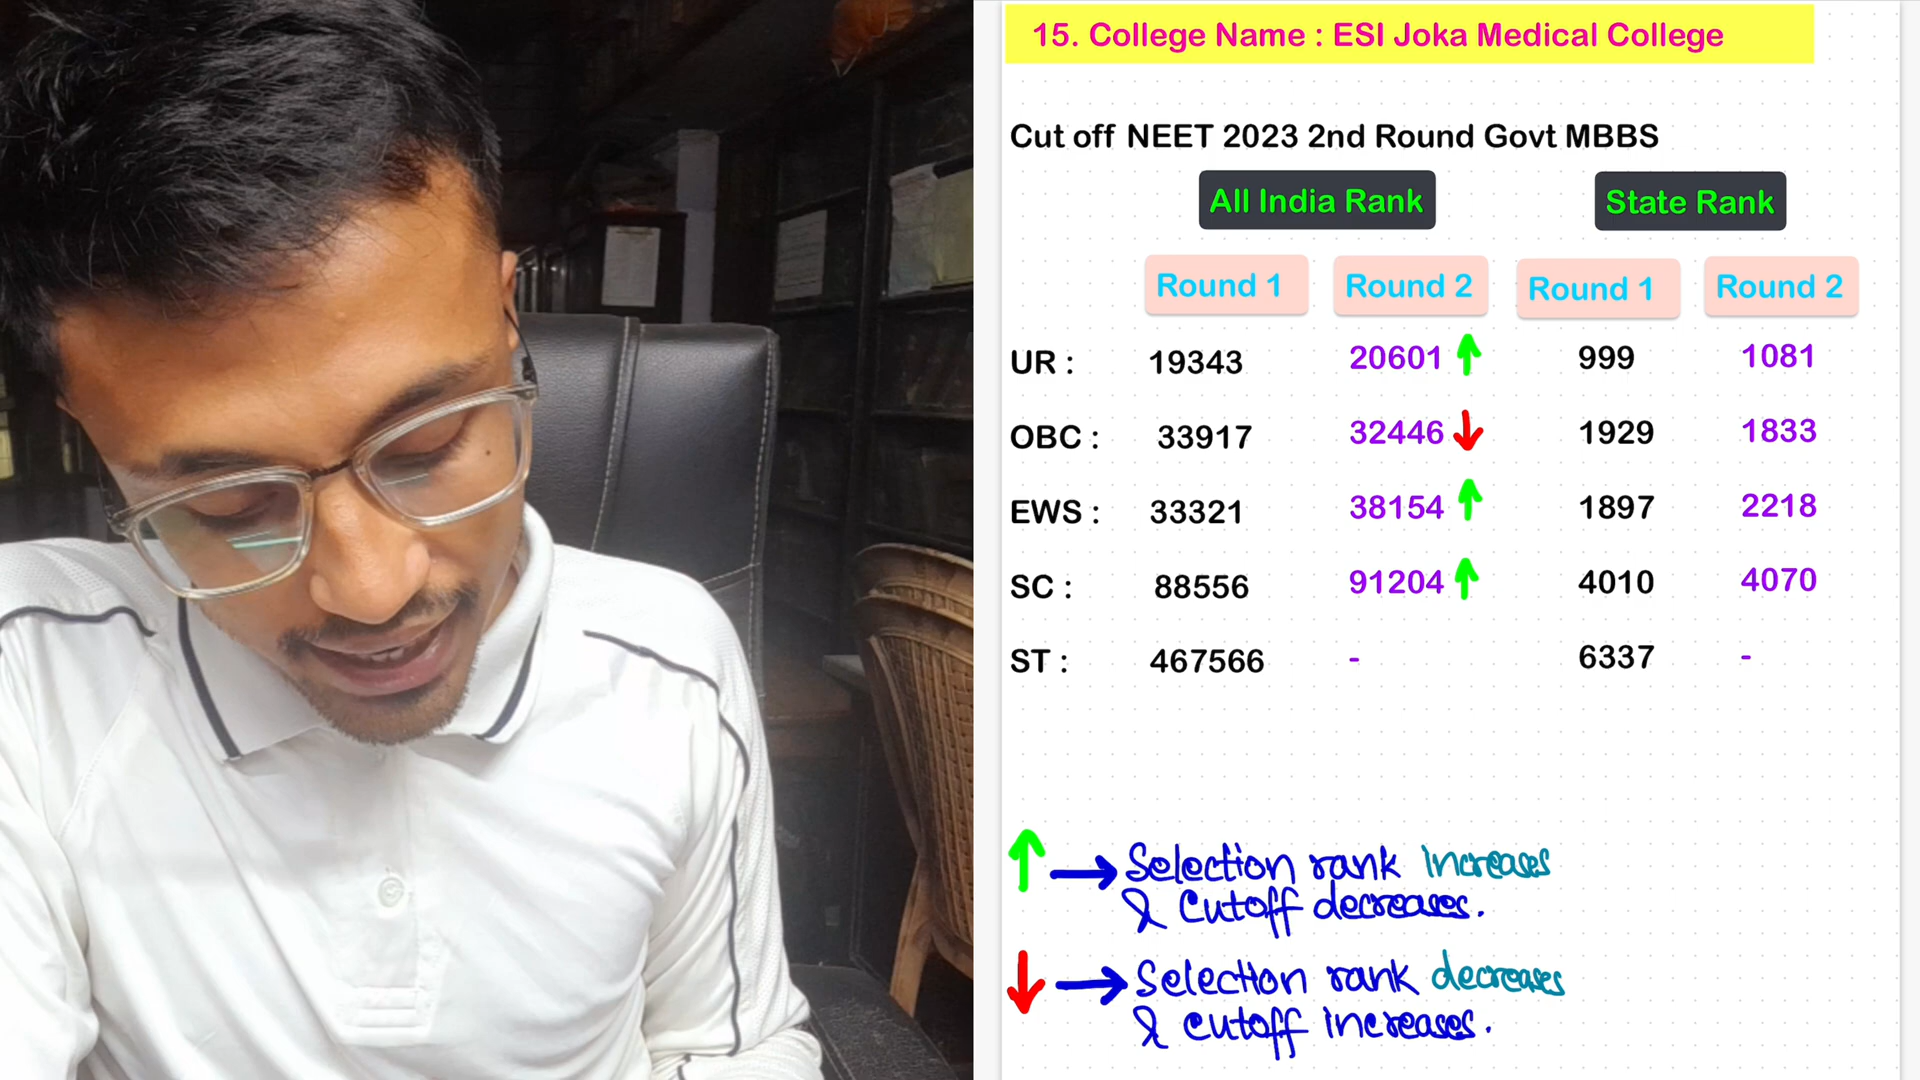 15. College Name : ESI Joka Medical College
Cut off NEET 2023 2nd Round Govt MBBS
All India Rank State Rank
Round 1 Round 2 Round 1 Round 2
UR : 19343 20601 999 1081
OBC : 33917 32446 1929 1833
EWS : 33321 38154 1897 2218
SC : 88556 91204 4010 4070
ST : 467566 - 6337 -
Selection rank increases
& Cutoff decreases.
Selection rank decreases
& cutoff increases.